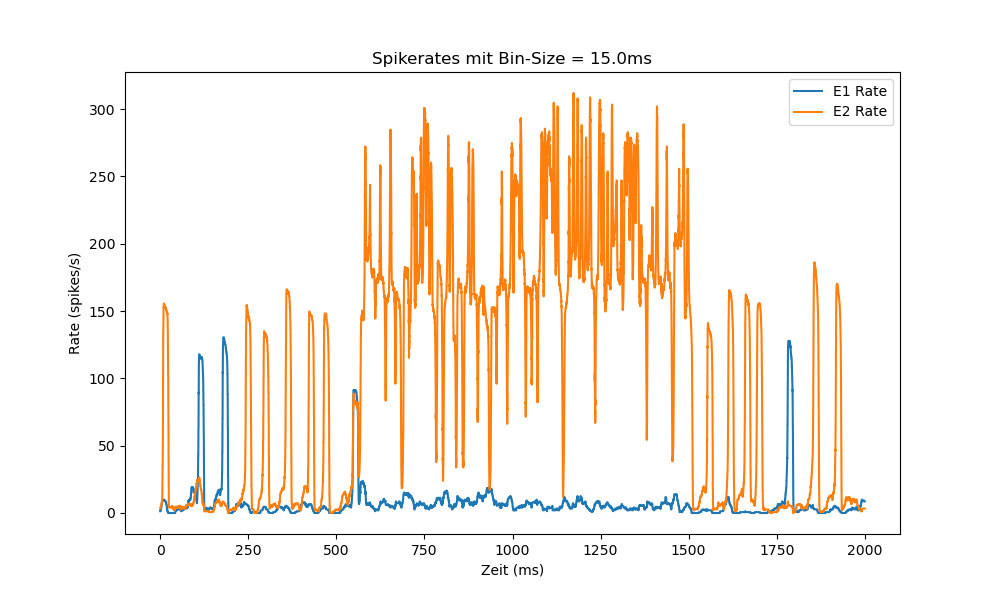 Spikerates mit Bin-Size = 15.0ms
E1 Rate
E2 Rate
Rate (spikes/s)
300
250
200
150
100
50
0
0 250 500 750 1000 1250 1500 1750 2000
Zeit (ms)